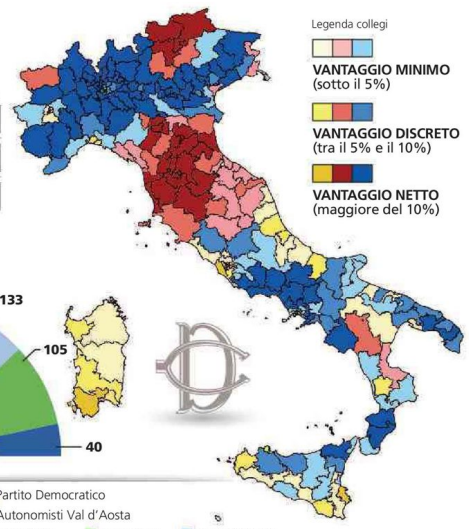 Legenda collegi
VANTAGGIO MINIMO
(sotto il 5%)
VANTAGGIO DISCRETO
(tra il 5% e il 10%)
VANTAGGIO NETTO
(maggiore del 10%)
133
105
40
Partito Democratico
Autonomisti Val d'Aosta